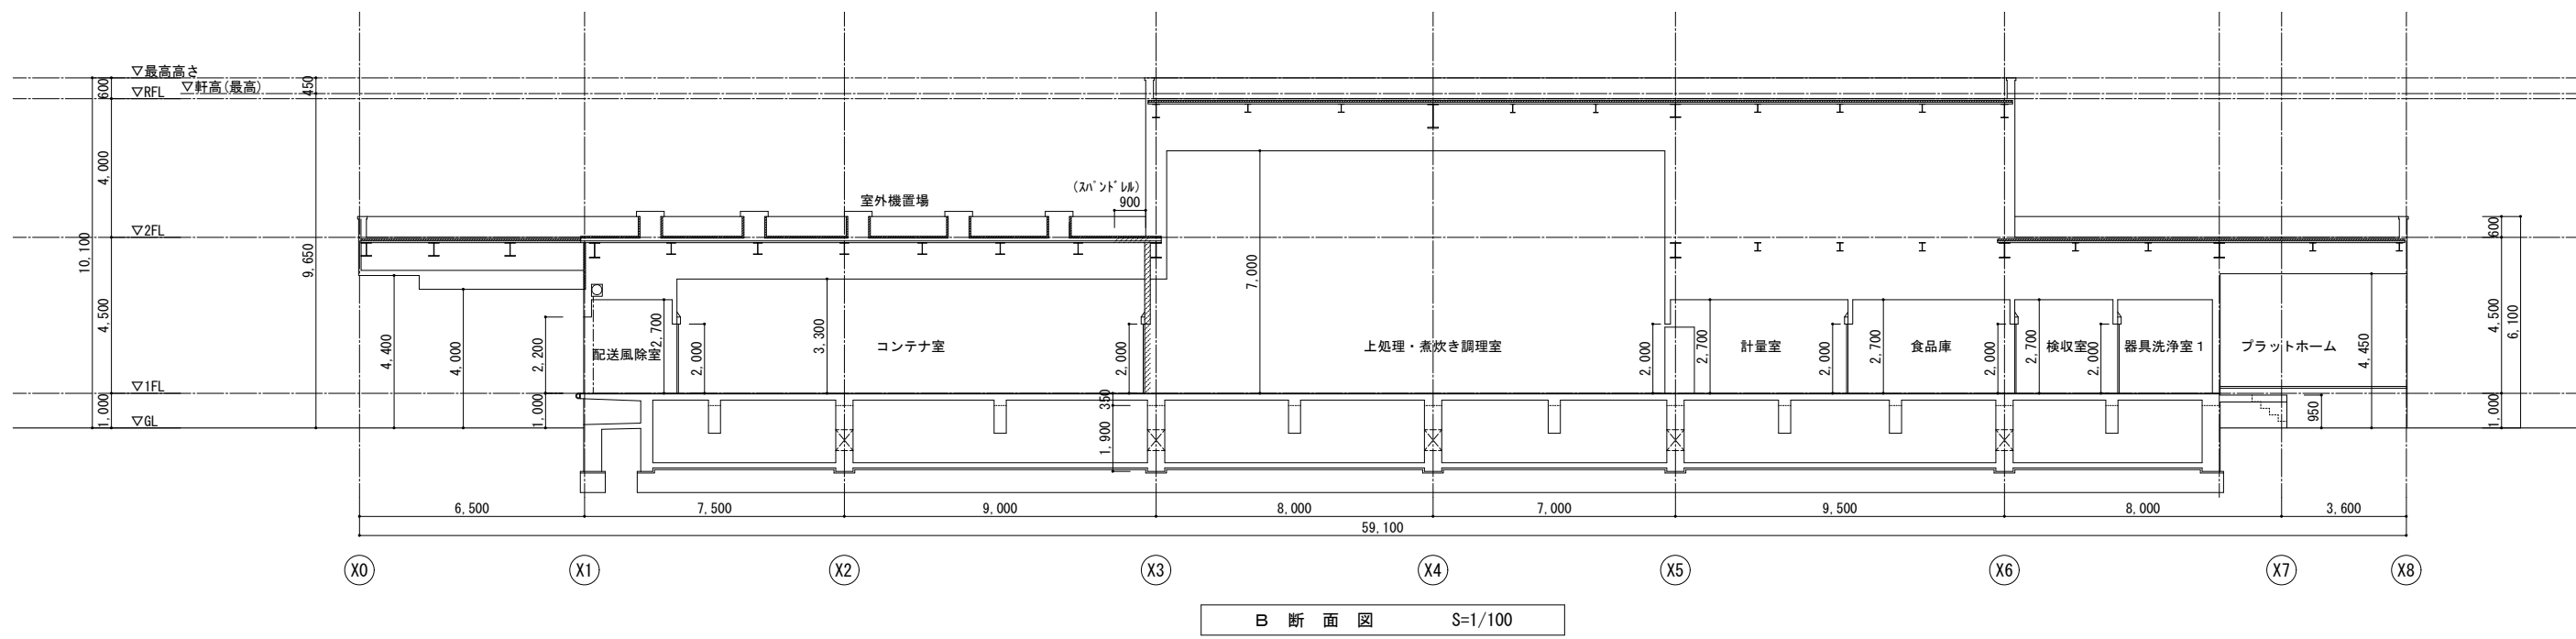 ▽最高高さ
▽軒高(最高)
▽RFL
600
450
4,000
10,100
9,650
▽2FL
4,500
▽1FL
1,000
▽GL
4,400
4,000
2,200
1,000
室外機置場
(ｽﾊﾟﾝﾄﾞﾚﾙ)
900
配送風除室
2,700
2,000
3,300
コンテナ室
2,000
7,000
上処理・煮炊き調理室
2,000
2,700
計量室
2,000
2,700
食品庫
2,000
2,700
検収室
2,000
器具洗浄室１
プラットホーム
4,450
950
600
4,500
6,100
1,000
350
1,900
6,500
7,500
9,000
8,000
7,000
9,500
8,000
3,600
59,100
X0
X1
X2
X3
X4
X5
X6
X7
X8
Ｂ 断 面 図 S=1/100